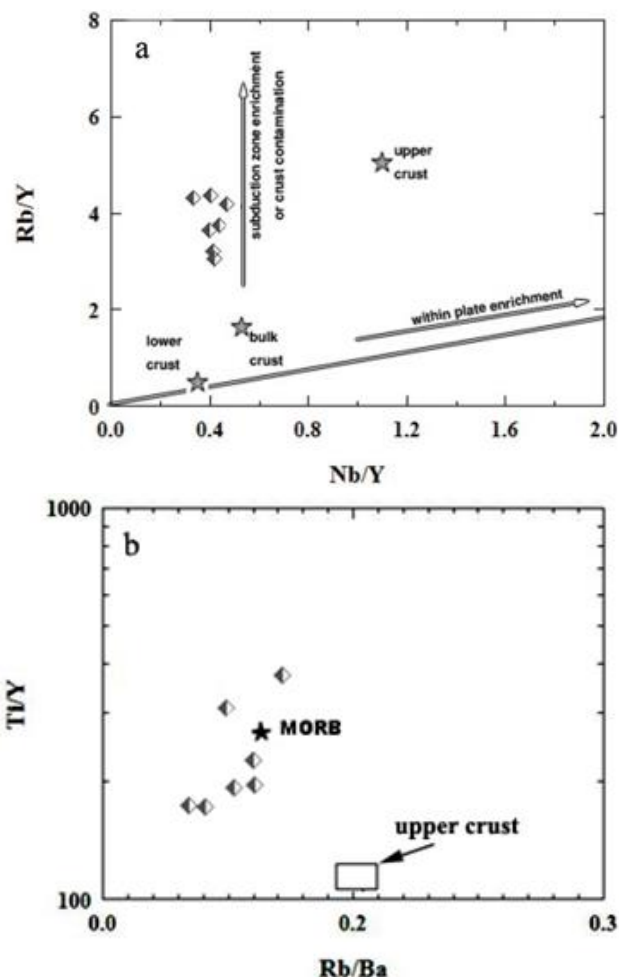 8
a
6
4
2
0
Rb/Y
subduction zone enrichment
or crust contamination
upper
crust
within plate enrichment
lower
crust
bulk
crust
0.0
0.4
0.8
1.2
1.6
2.0
Nb/Y
1000
b
Ti/Y
MORB
upper crust
100
0.0
0.2
0.3
Rb/Ba